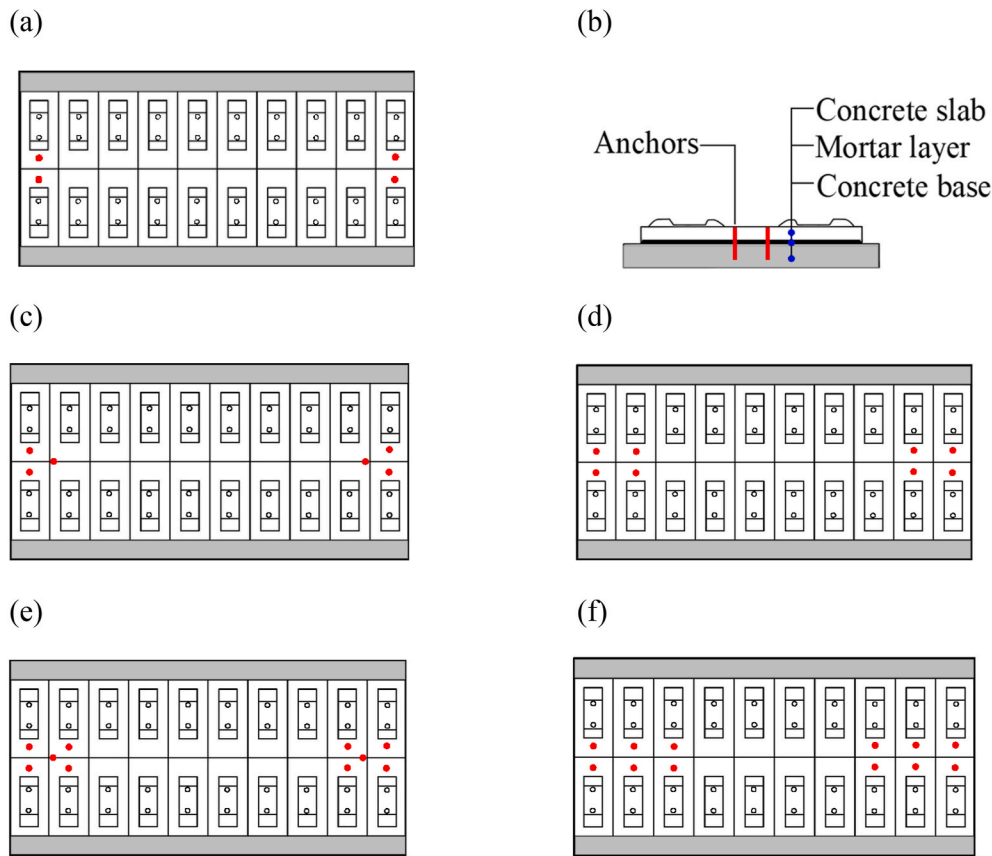 (a)
(b)
Anchors
Concrete slab
Mortar layer
Concrete base
(c)
(d)
(e)
(f)